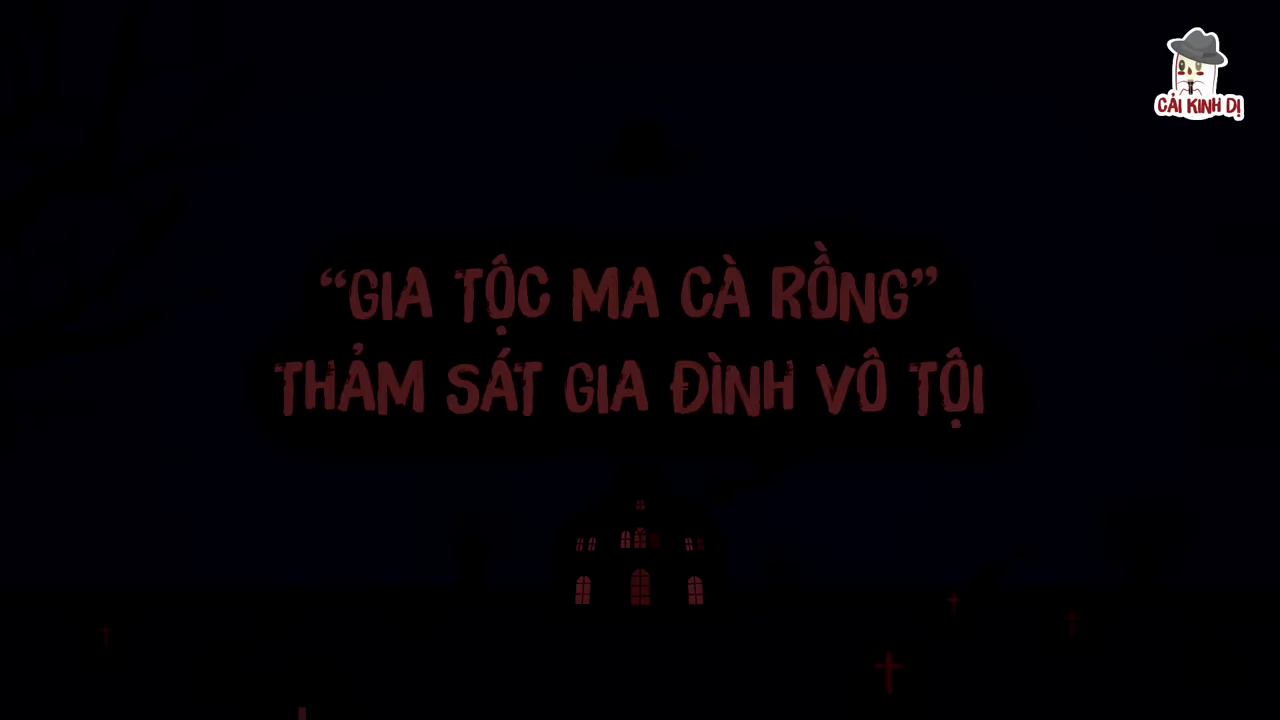 CẢI KINH DỊ
“GIA TỘC MA CÀ RỒNG”
THẢM SÁT GIA ĐÌNH VÔ TỘI